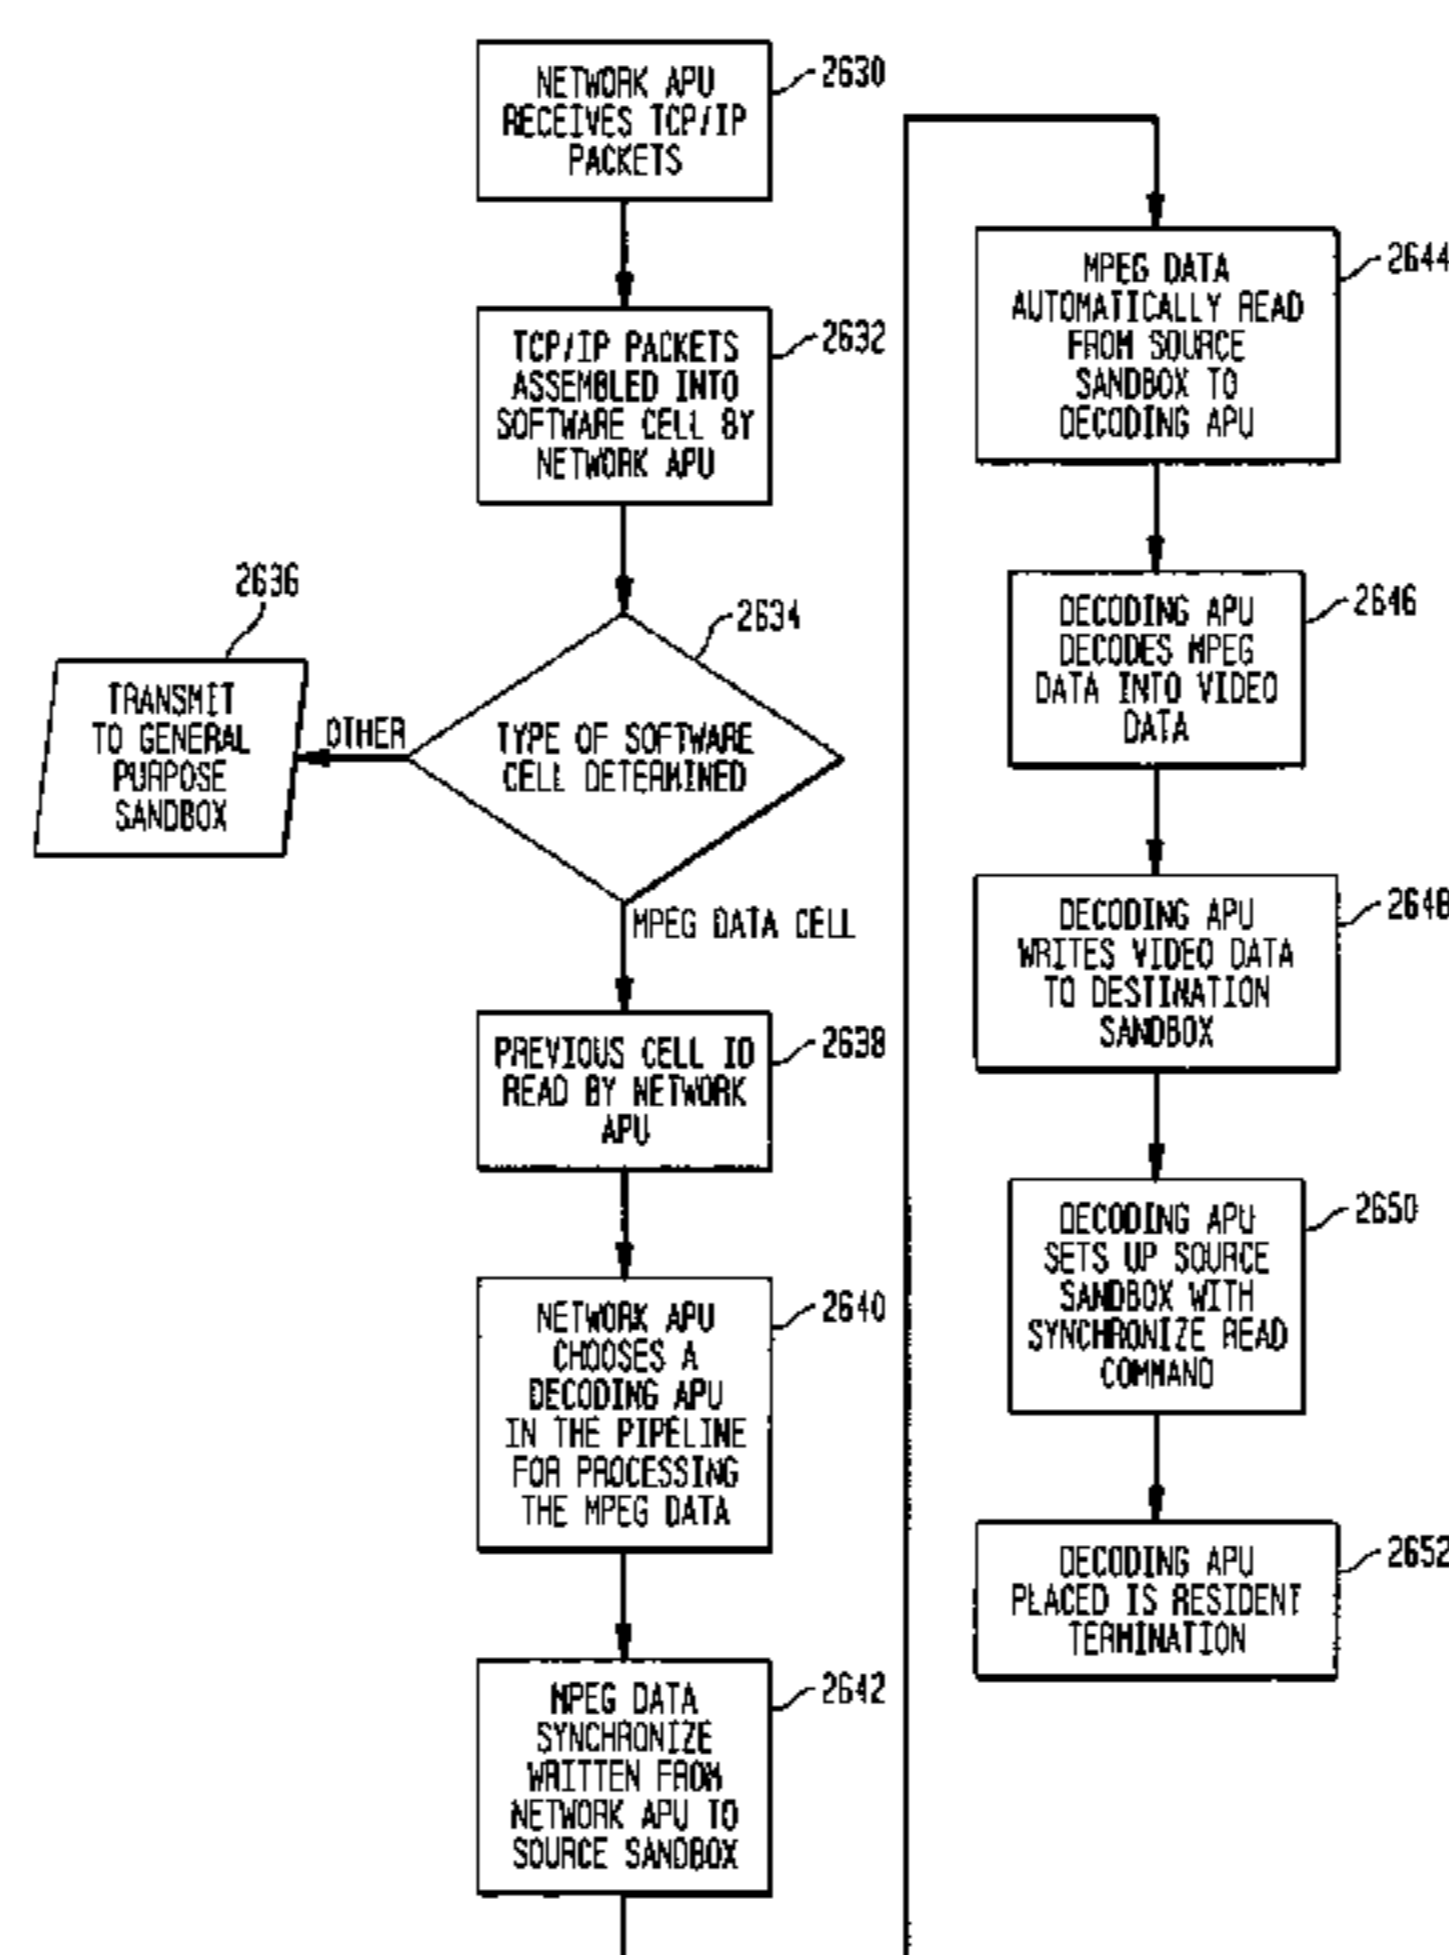 NETWORK APU
RECEIVES TCP/IP
PACKETS
2630
TCP/IP PACKETS
ASSEMBLED INTO
SOFTWARE CELL BY
NETWORK APU
2632
2634
TYPE OF SOFTWARE
CELL DETERMINED
OTHER
2636
TRANSMIT
TO GENERAL
PURPOSE
SANDBOX
MPEG DATA CELL
PREVIOUS CELL ID
READ BY NETWORK
APU
2638
NETWORK APU
CHOOSES A
DECODING APU
IN THE PIPELINE
FOR PROCESSING
THE MPEG DATA
2640
MPEG DATA
SYNCHRONIZE
WRITTEN FROM
NETWORK APU TO
SOURCE SANDBOX
2642
MPEG DATA
AUTOMATICALLY READ
FROM SOURCE
SANDBOX TO
DECODING APU
2644
DECODING APU
DECODES MPEG
DATA INTO VIDEO
DATA
2646
DECODING APU
WRITES VIDEO DATA
TO DESTINATION
SANDBOX
2648
DECODING APU
SETS UP SOURCE
SANDBOX WITH
SYNCHRONIZE READ
COMMAND
2650
DECODING APU
PLACED IS RESIDENT
TERMINATION
2652